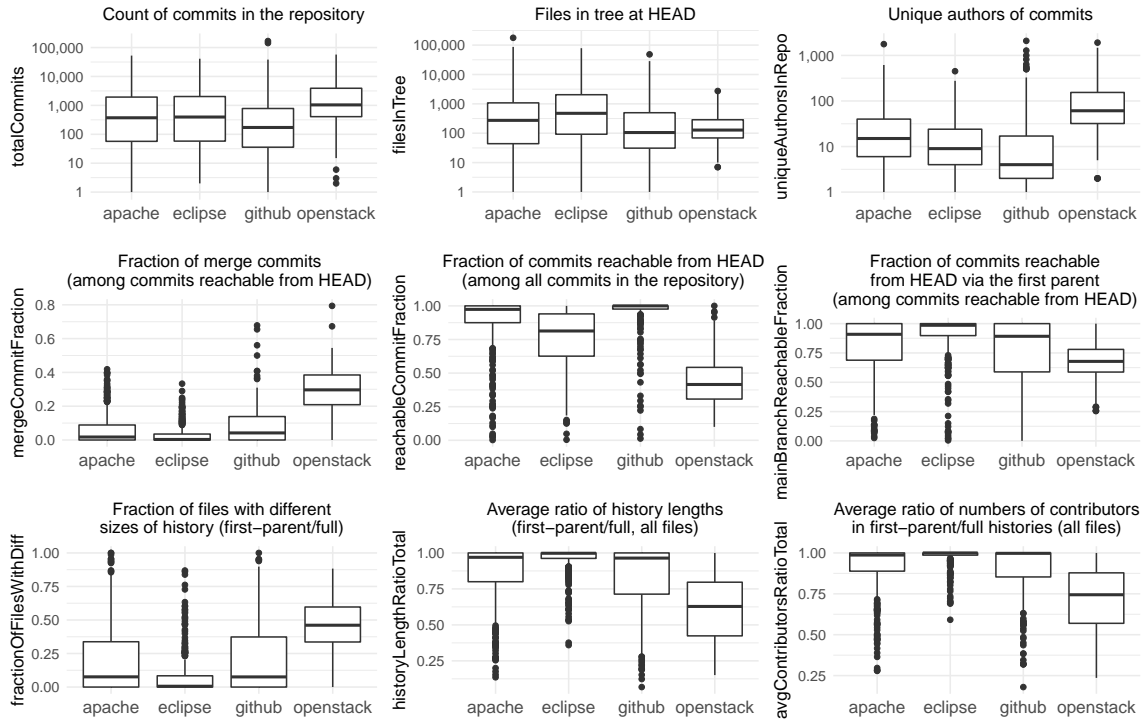 Count of commits in the repository
totalCommits
100,000
10,000
1,000
100
10
1
apache eclipse github openstack
Files in tree at HEAD
filesInTree
100,000
10,000
1,000
100
10
1
apache eclipse github openstack
Unique authors of commits
uniqueAuthorsInRepo
1,000
100
10
1
apache eclipse github openstack
Fraction of merge commits
(among commits reachable from HEAD)
mergeCommitFraction
0.8
0.6
0.4
0.2
0.0
apache eclipse github openstack
Fraction of commits reachable from HEAD
(among all commits in the repository)
reachableCommitFraction
1.00
0.75
0.50
0.25
0.00
apache eclipse github openstack
Fraction of commits reachable
from HEAD via the first parent
(among commits reachable from HEAD)
mainBranchReachableFraction
1.00
0.75
0.50
0.25
0.00
apache eclipse github openstack
Fraction of files with different
sizes of history (first−parent/full)
fractionOfFilesWithDiff
1.00
0.75
0.50
0.25
0.00
apache eclipse github openstack
Average ratio of history lengths
(first−parent/full, all files)
historyLengthRatioTotal
1.00
0.75
0.50
0.25
apache eclipse github openstack
Average ratio of numbers of contributors
in first−parent/full histories (all files)
avgContributorsRatioTotal
1.00
0.75
0.50
0.25
apache eclipse github openstack